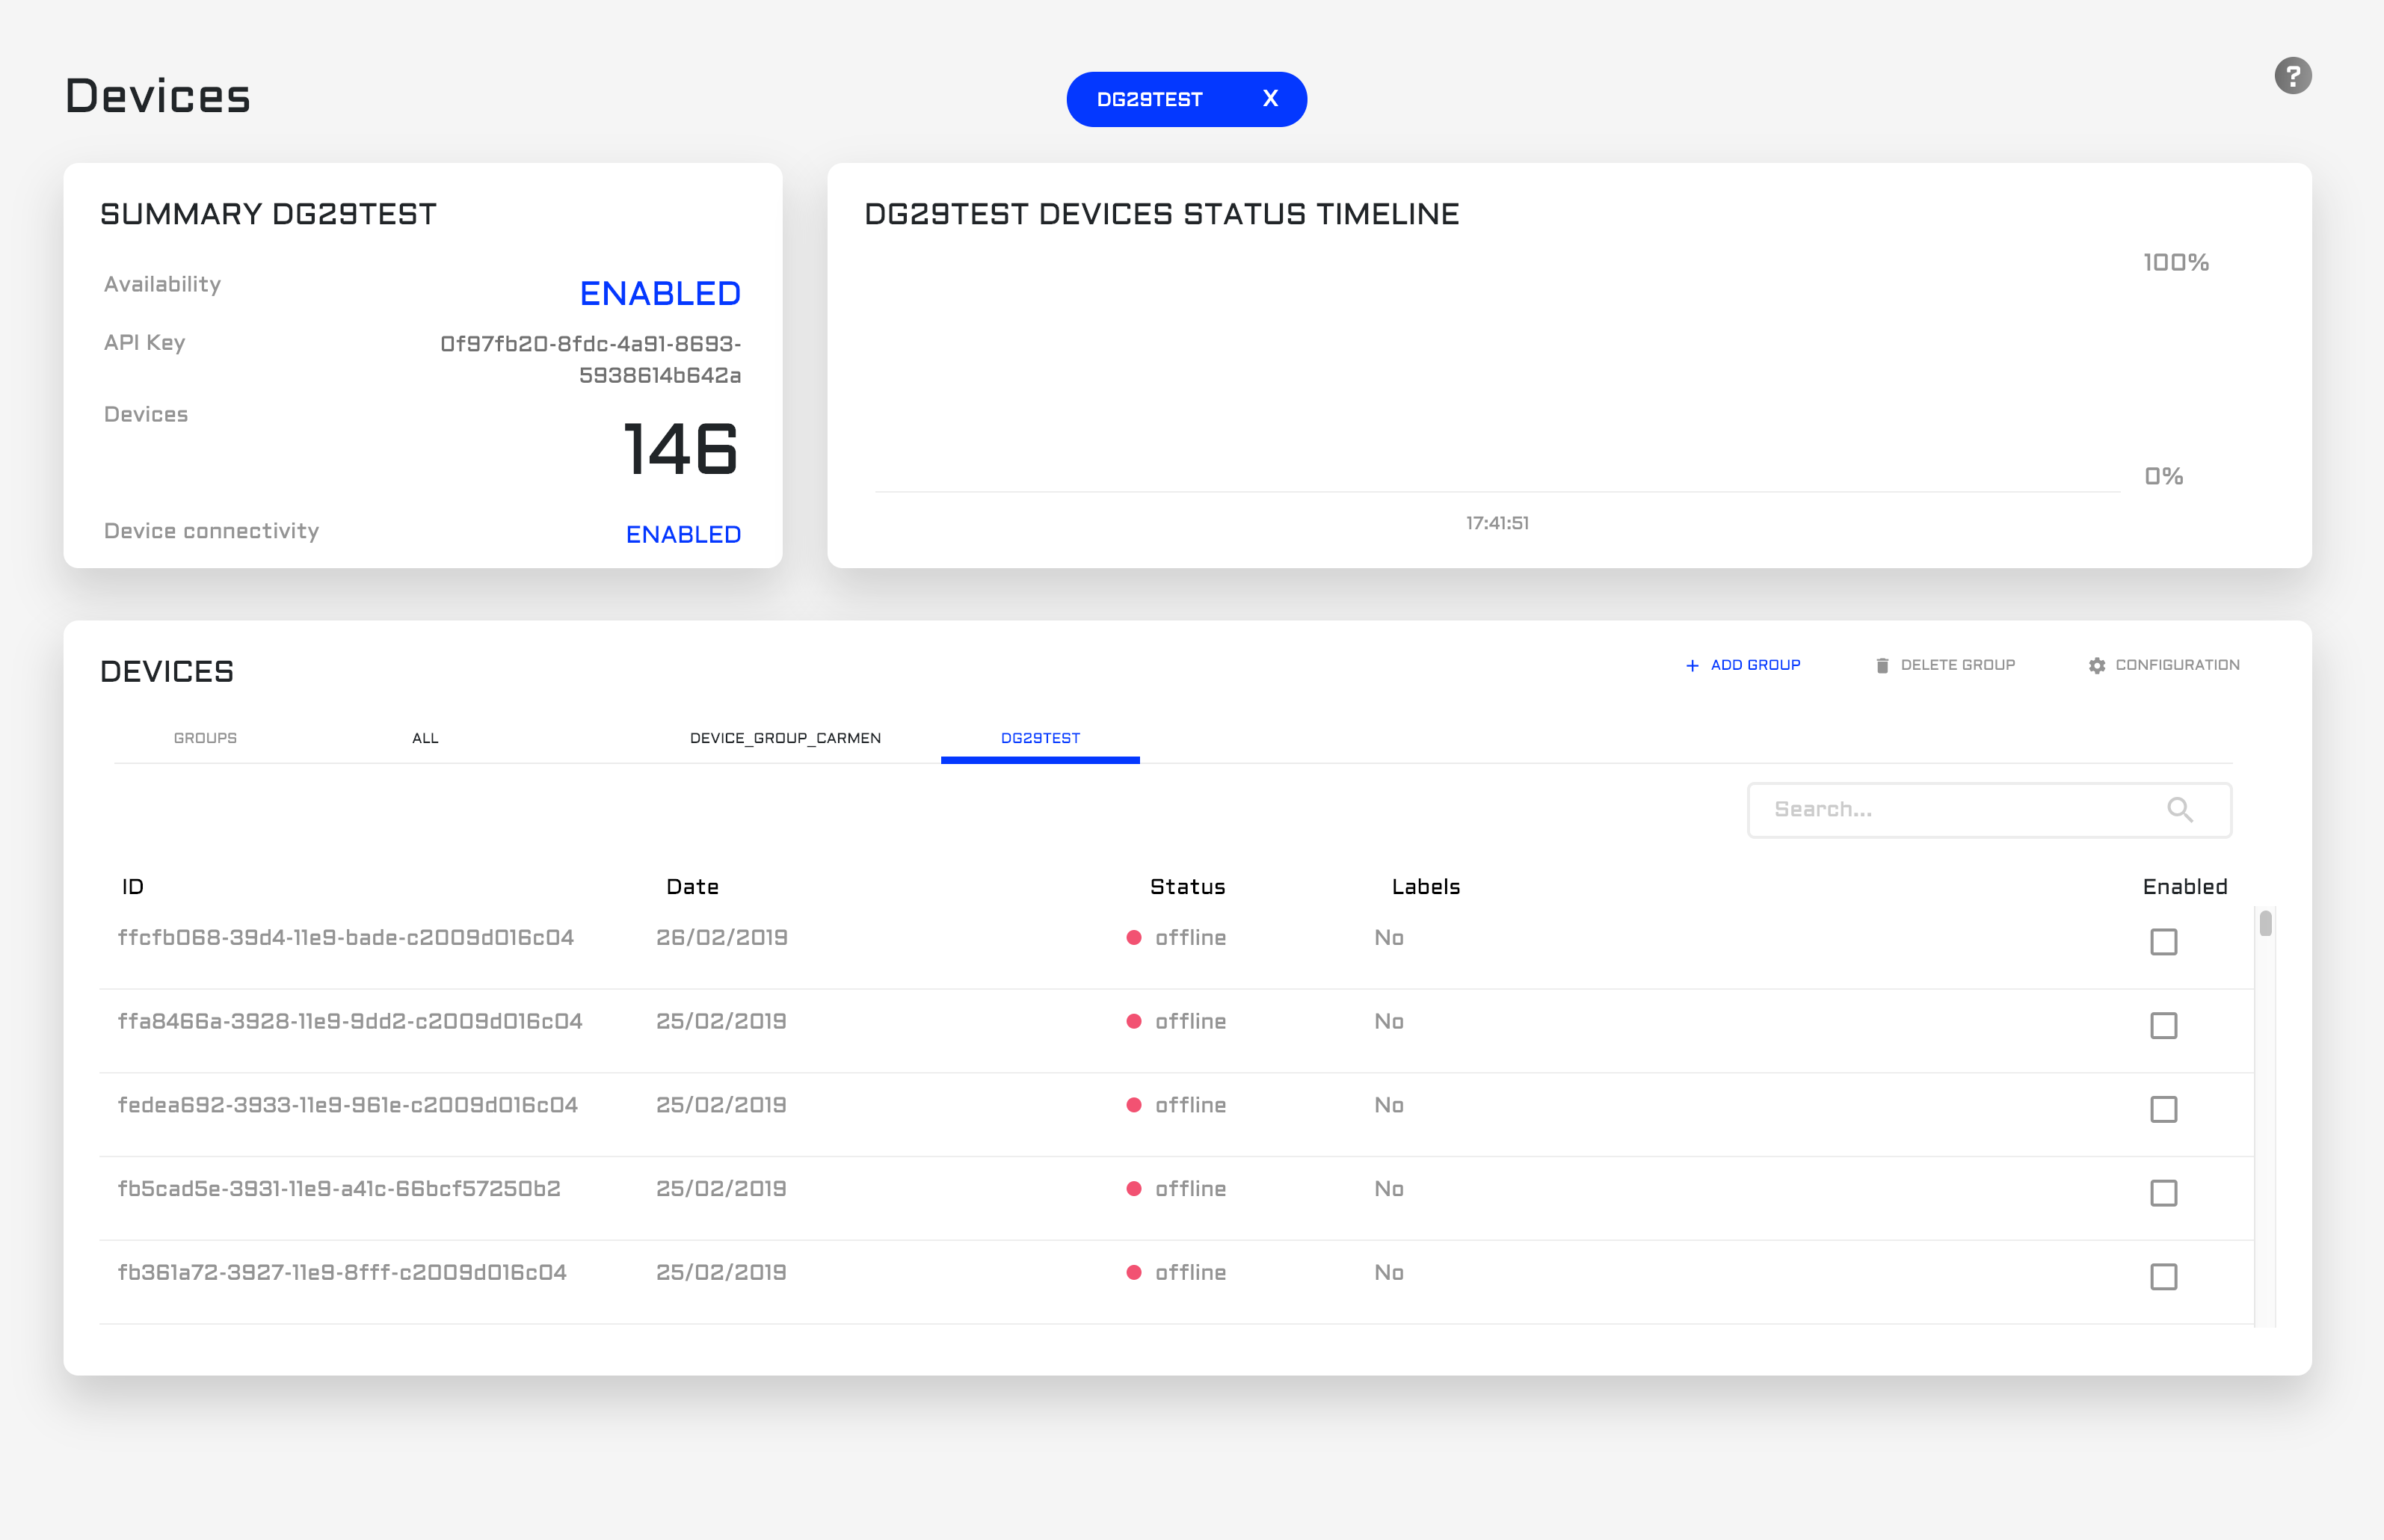 Devices
DG29TEST X
?
SUMMARY DG29TEST
Availability ENABLED
API Key 0f97fb20-8fdc-4a91-8693-
5938614b642a
Devices 146
Device connectivity ENABLED
DG29TEST DEVICES STATUS TIMELINE
100%
0%
17:41:51
DEVICES
+ ADD GROUP DELETE GROUP CONFIGURATION
GROUPS ALL DEVICE_GROUP_CARMEN DG29TEST
Search...
ID Date Status Labels Enabled
ffcfb068-39d4-11e9-bade-c2009d016c04 26/02/2019 offline No
ffa8466a-3928-11e9-9dd2-c2009d016c04 25/02/2019 offline No
fedea692-3933-11e9-961e-c2009d016c04 25/02/2019 offline No
fb5cad5e-3931-11e9-a41c-66bcf57250b2 25/02/2019 offline No
fb361a72-3927-11e9-8fff-c2009d016c04 25/02/2019 offline No